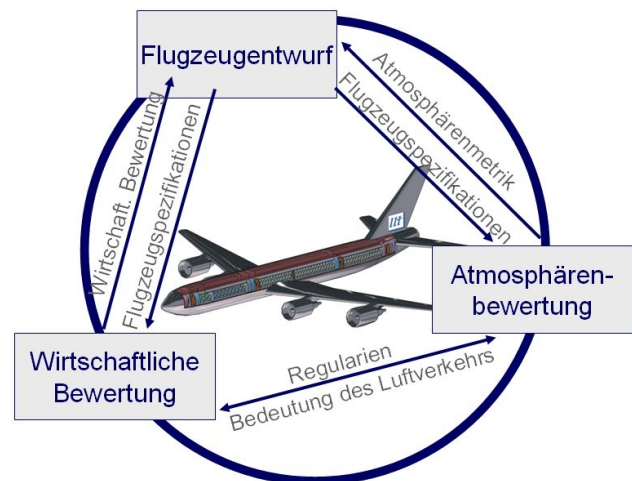 Flugzeugentwurf
Wirtschaft. Bewertung
Flugzeugspezifikationen
Flugzeugspezifikationen
Atmosphärenmetrik
Atmosphären-
bewertung
Wirtschaftliche
Bewertung
Regularien
Bedeutung des Luftverkehrs